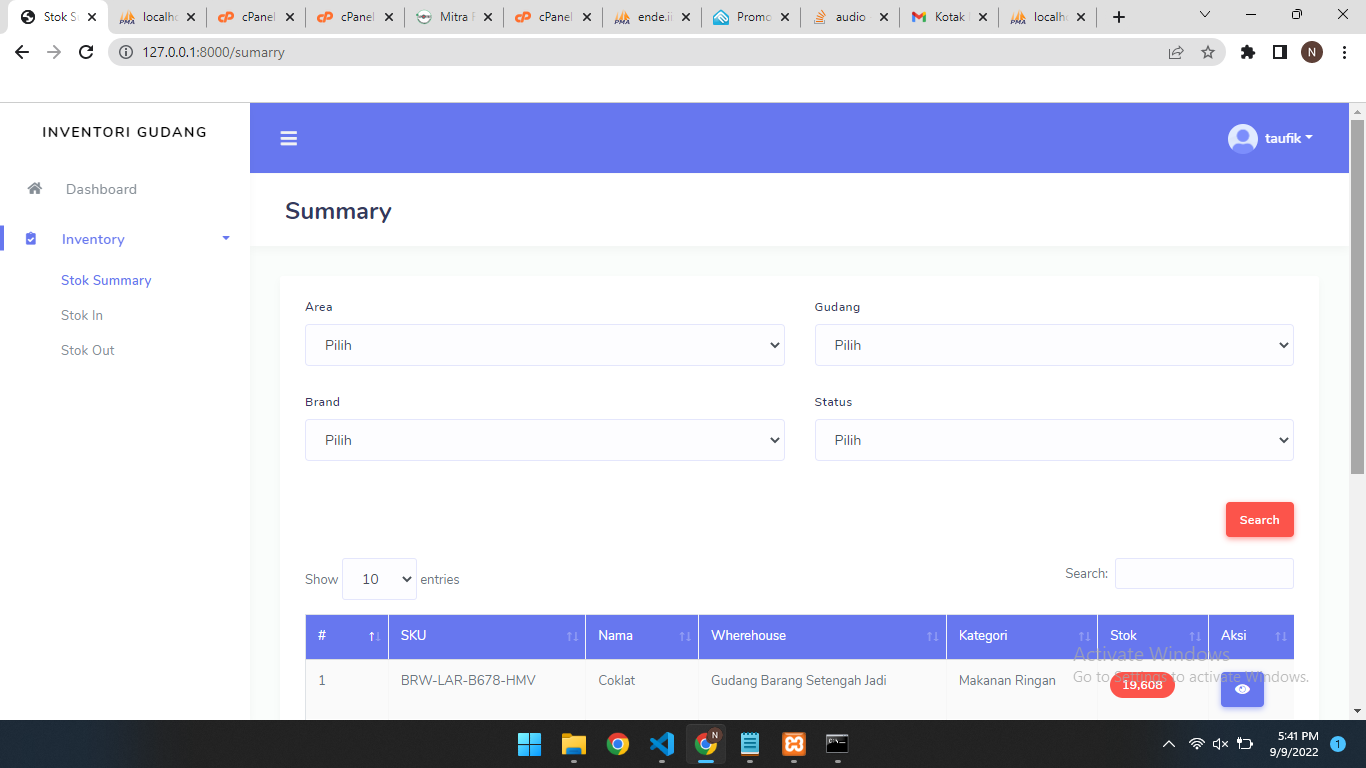 Stok S
localho
cPanel
cPanel
Mitra F
cPanel
ende.ii
Promo
audio
Kotak M
localho
127.0.0.1:8000/sumarry
N
INVENTORI GUDANG
taufik
Dashboard
Summary
Inventory
Stok Summary
Stok In
Stok Out
Area
Gudang
Pilih
Pilih
Brand
Status
Pilih
Pilih
Search
Show 10 entries
Search:
# SKU Nama Wherehouse Kategori Stok Aksi
1 BRW-LAR-B678-HMV Coklat Gudang Barang Setengah Jadi Makanan Ringan 19,608
Activate Windows
Go to Settings to activate Windows.
N
5:41 PM
9/9/2022
1